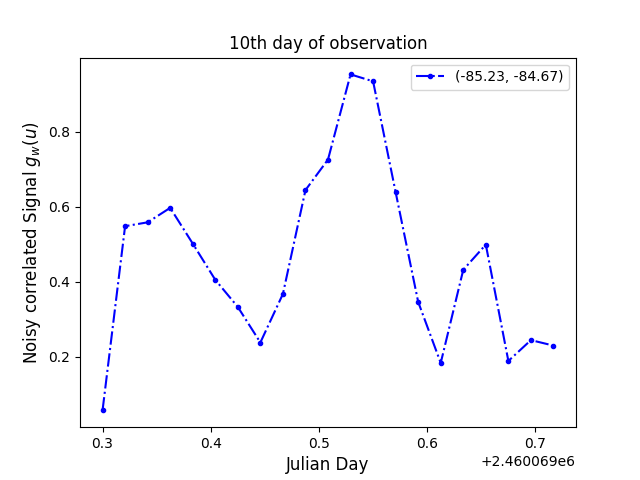 10th day of observation
(-85.23, -84.67)
Noisy correlated Signal $g_w(u)$
0.8
0.6
0.4
0.2
0.3 0.4 0.5 0.6 0.7
+2.460069e6
Julian Day